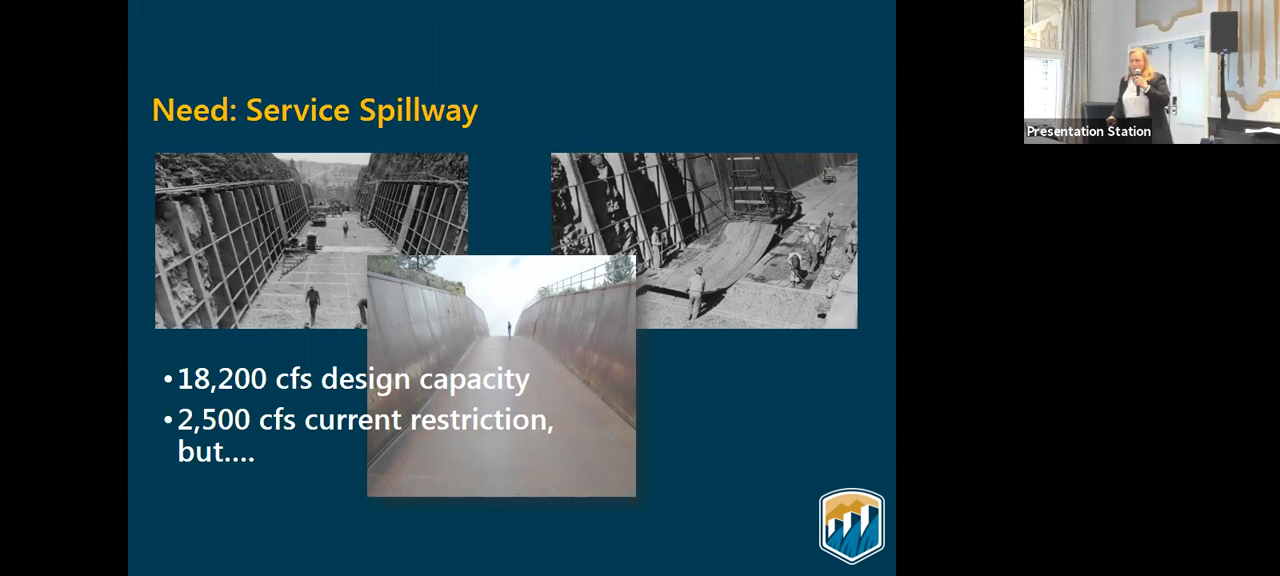 Need: Service Spillway
• 18,200 cfs design capacity
• 2,500 cfs current restriction,
but....
Presentation Station